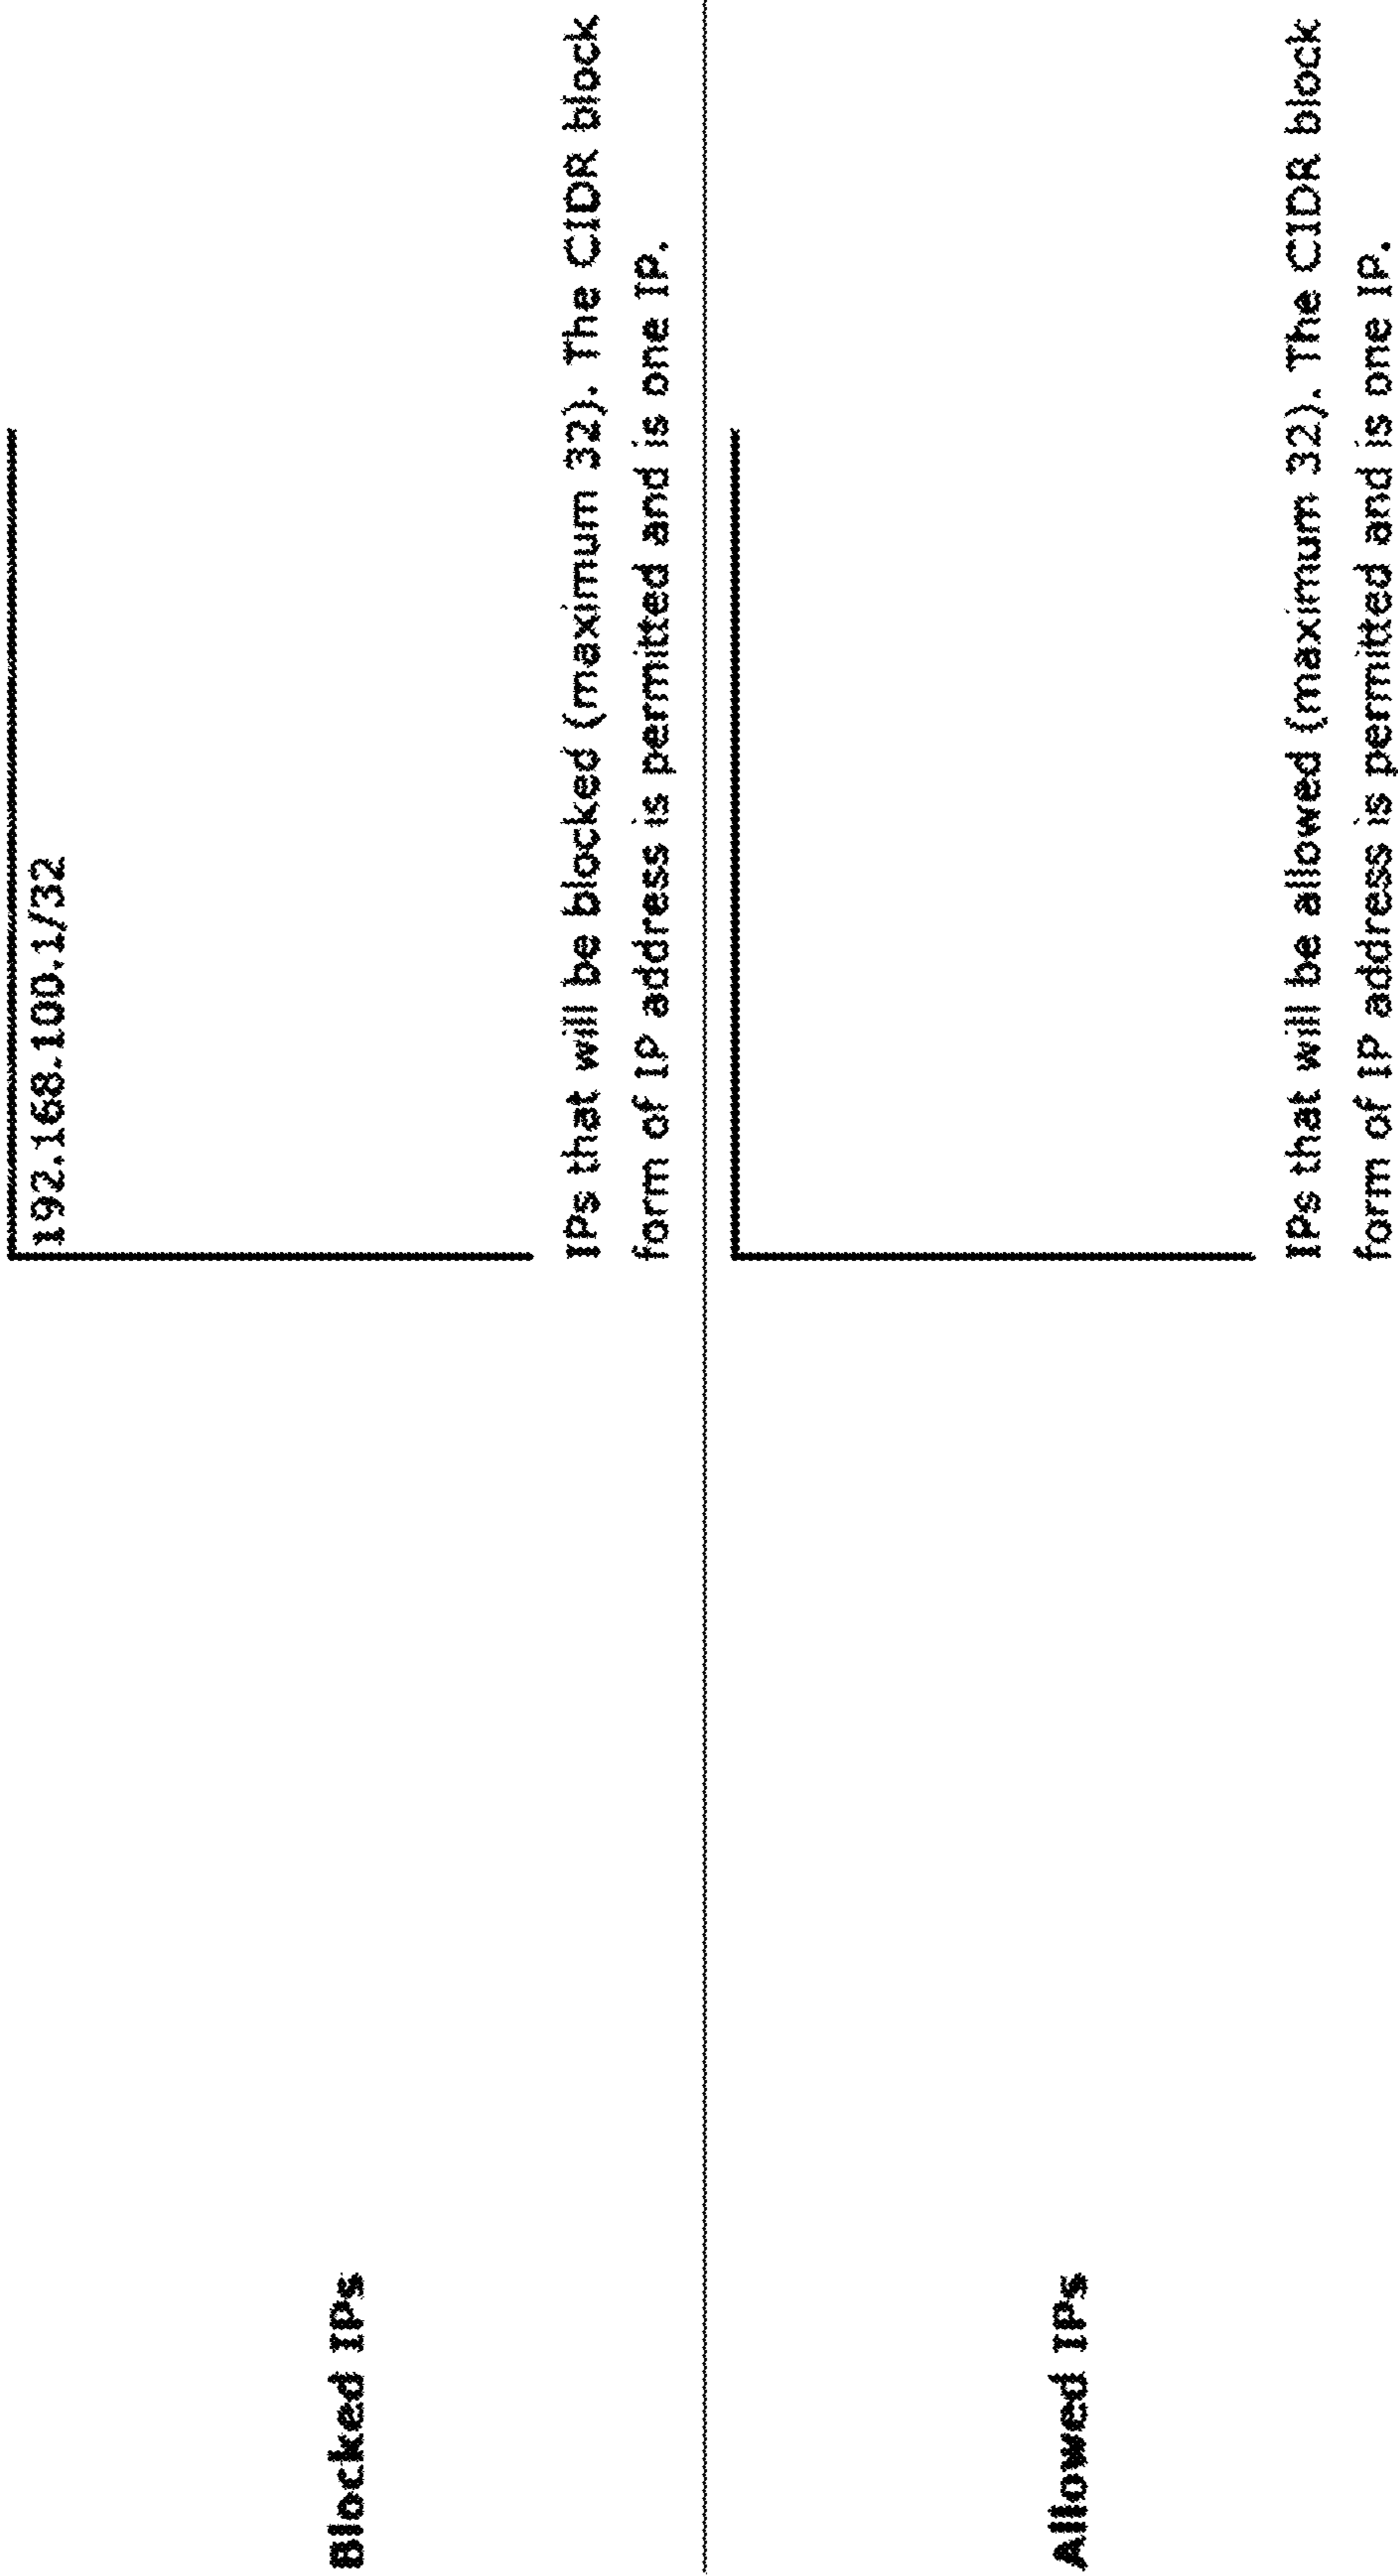 192.168.100.1/32
Blocked IPs
IPs that will be blocked (maximum 32). The CIDR block
form of IP address is permitted and is one IP.
Allowed IPs
IPs that will be allowed (maximum 32). The CIDR block
form of IP address is permitted and is one IP.